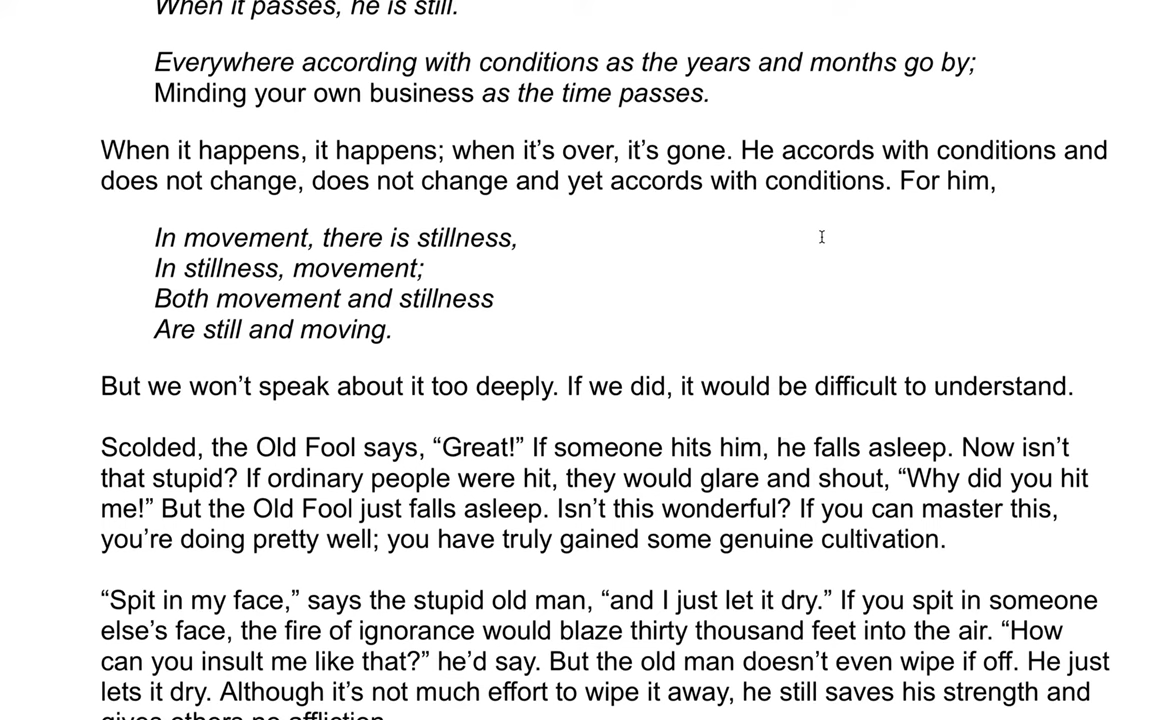 When it passes, he is still.
Everywhere according with conditions as the years and months go by;
Minding your own business as the time passes.
When it happens, it happens; when it’s over, it’s gone. He accords with conditions and
does not change, does not change and yet accords with conditions. For him,
In movement, there is stillness,
In stillness, movement;
Both movement and stillness
Are still and moving.
But we won’t speak about it too deeply. If we did, it would be difficult to understand.
Scolded, the Old Fool says, “Great!” If someone hits him, he falls asleep. Now isn’t
that stupid? If ordinary people were hit, they would glare and shout, “Why did you hit
me!” But the Old Fool just falls asleep. Isn’t this wonderful? If you can master this,
you’re doing pretty well; you have truly gained some genuine cultivation.
“Spit in my face,” says the stupid old man, “and I just let it dry.” If you spit in someone
else’s face, the fire of ignorance would blaze thirty thousand feet into the air. “How
can you insult me like that?” he’d say. But the old man doesn’t even wipe if off. He just
lets it dry. Although it’s not much effort to wipe it away, he still saves his strength and
gives others no affliction.